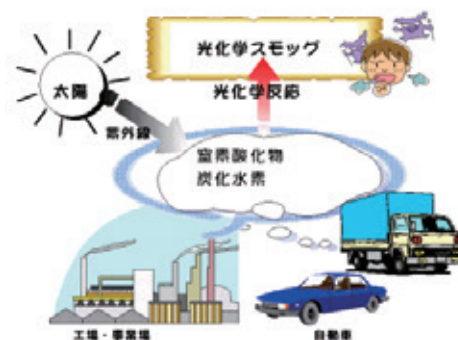 光化学スモッグ
太陽
光化学反応
紫外線
窒素酸化物
炭化水素
工場・事業場
自動車